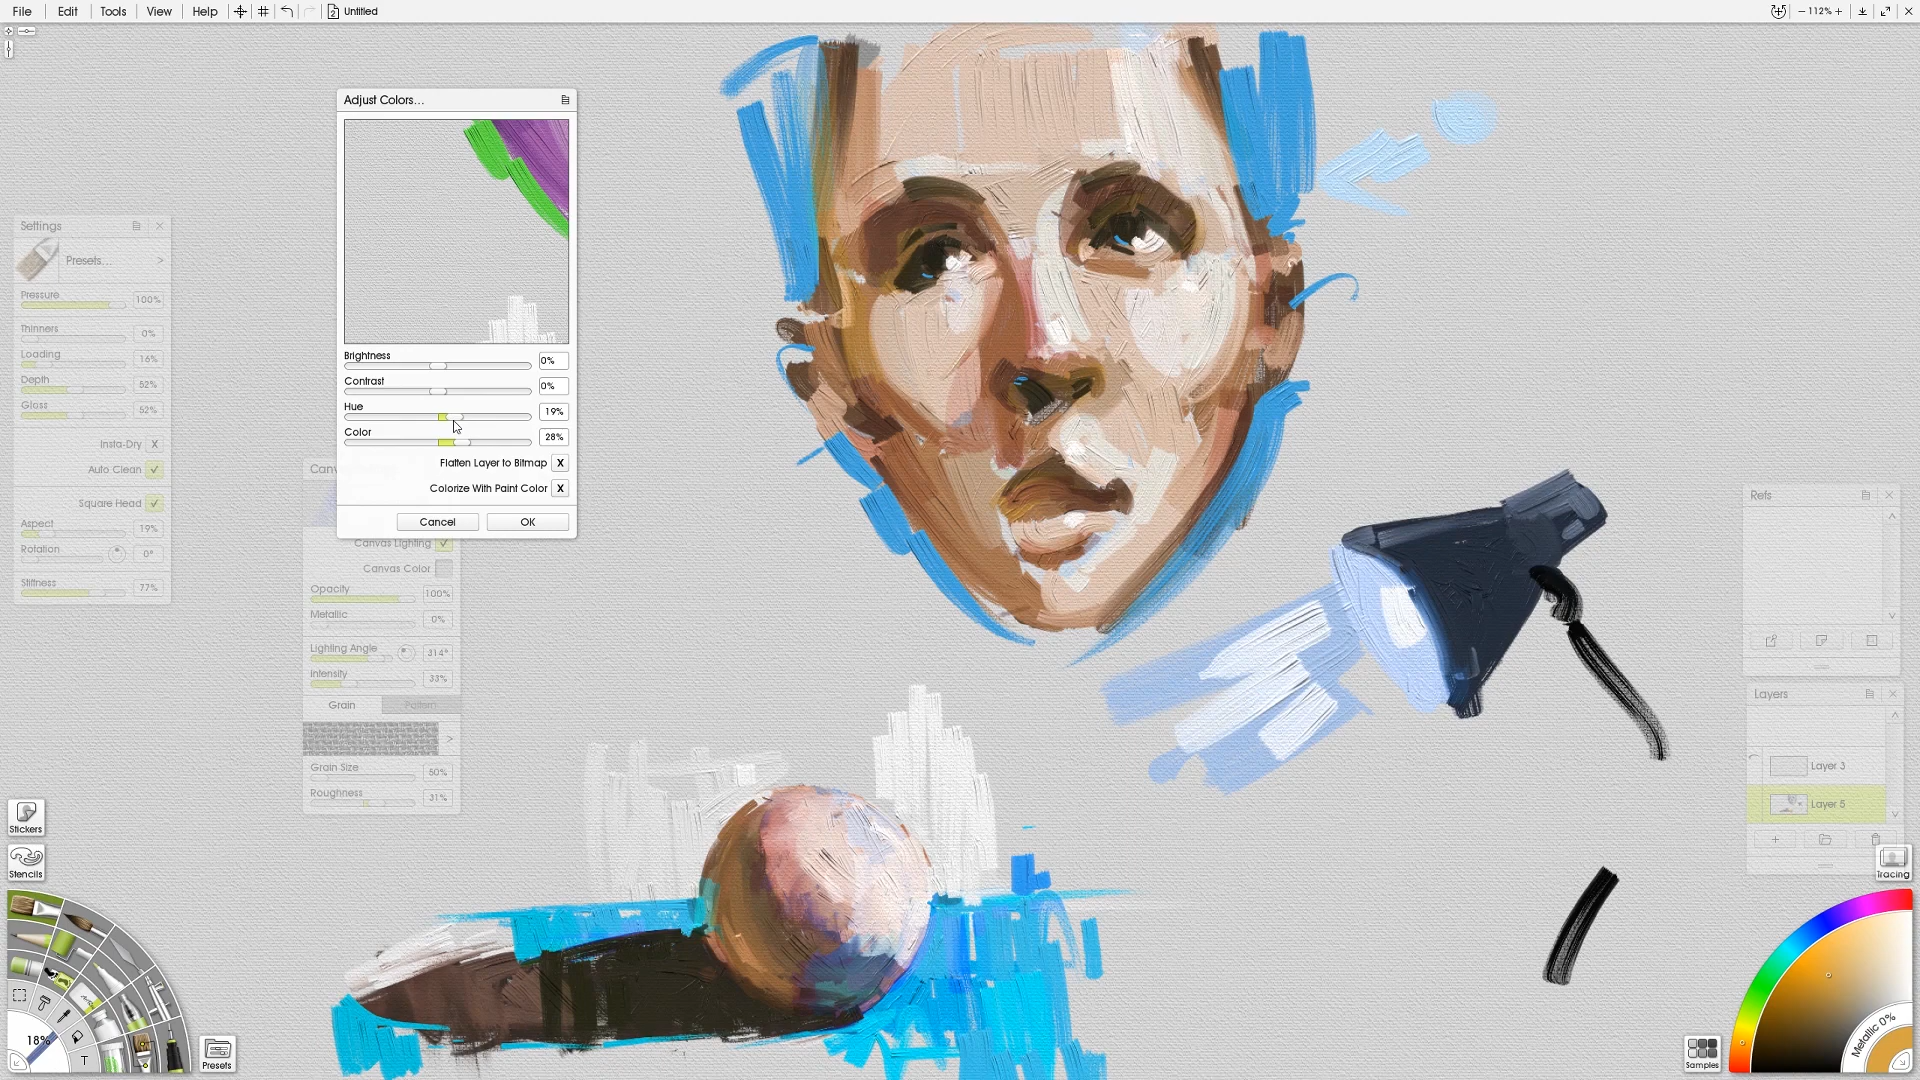 File Edit Tools View Help Untitled 112%
Adjust Colors...
Brightness 0%
Contrast 0%
Hue 19%
Color 28%
Flatten Layer to Bitmap X
Colorize With Paint Color X
Cancel OK
Settings
Presets...
Pressure 100%
Thinners 0%
Loading 16%
Depth 52%
Gloss 52%
Insta-Dry X
Auto Clean
Square Head
Aspect 19%
Rotation 0°
Stiffness 77%
Canvas Lighting
Canvas Color
Opacity 100%
Metallic 0%
Lighting Angle 314°
Intensity 33%
Grain Pattern
Grain Size 50%
Roughness 31%
Refs
Layers
Layer 3
Layer 5
Tracing
Stickers
Stencils
18%
T
Presets
Samples
Metallic 0%